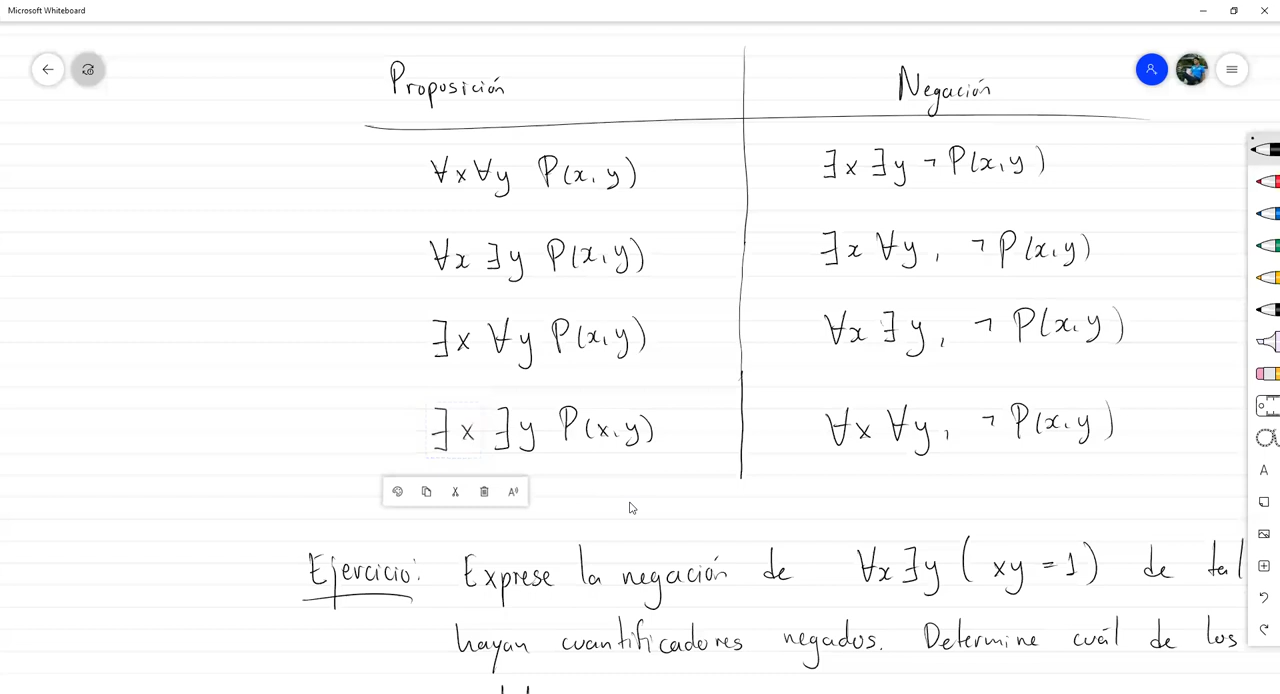 Microsoft Whiteboard
Proposición Negación
∀x∀y P(x,y) ∃x ∃y ¬P(x,y)
∀x ∃y P(x,y) ∃x ∀y, ¬P(x,y)
∃x ∀y P(x,y) ∀x ∃y, ¬P(x,y)
∃x ∃y P(x,y) ∀x ∀y, ¬P(x,y)
Ejercicio: Exprese la negación de ∀x∃y (xy = 1) de tal
hayan cuantificadores negados. Determine cuál de los